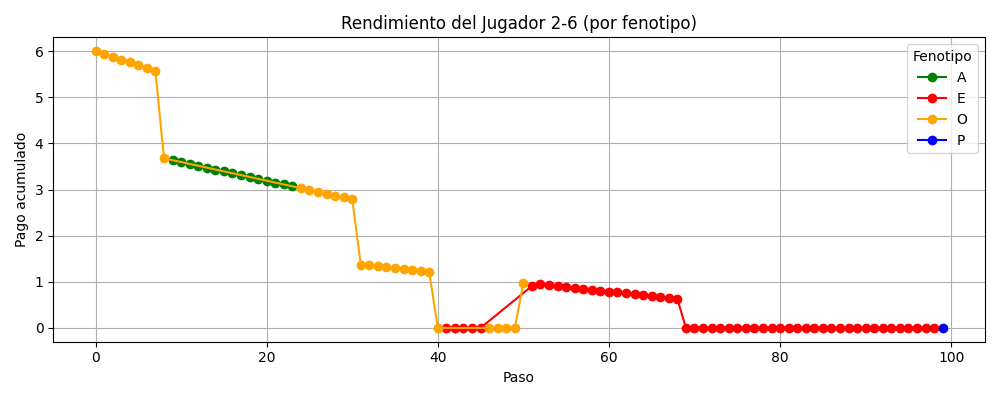 Rendimiento del Jugador 2-6 (por fenotipo)
Pago acumulado
6
5
4
3
2
1
0
Fenotipo
A
E
O
P
0 20 40 60 80 100
Paso